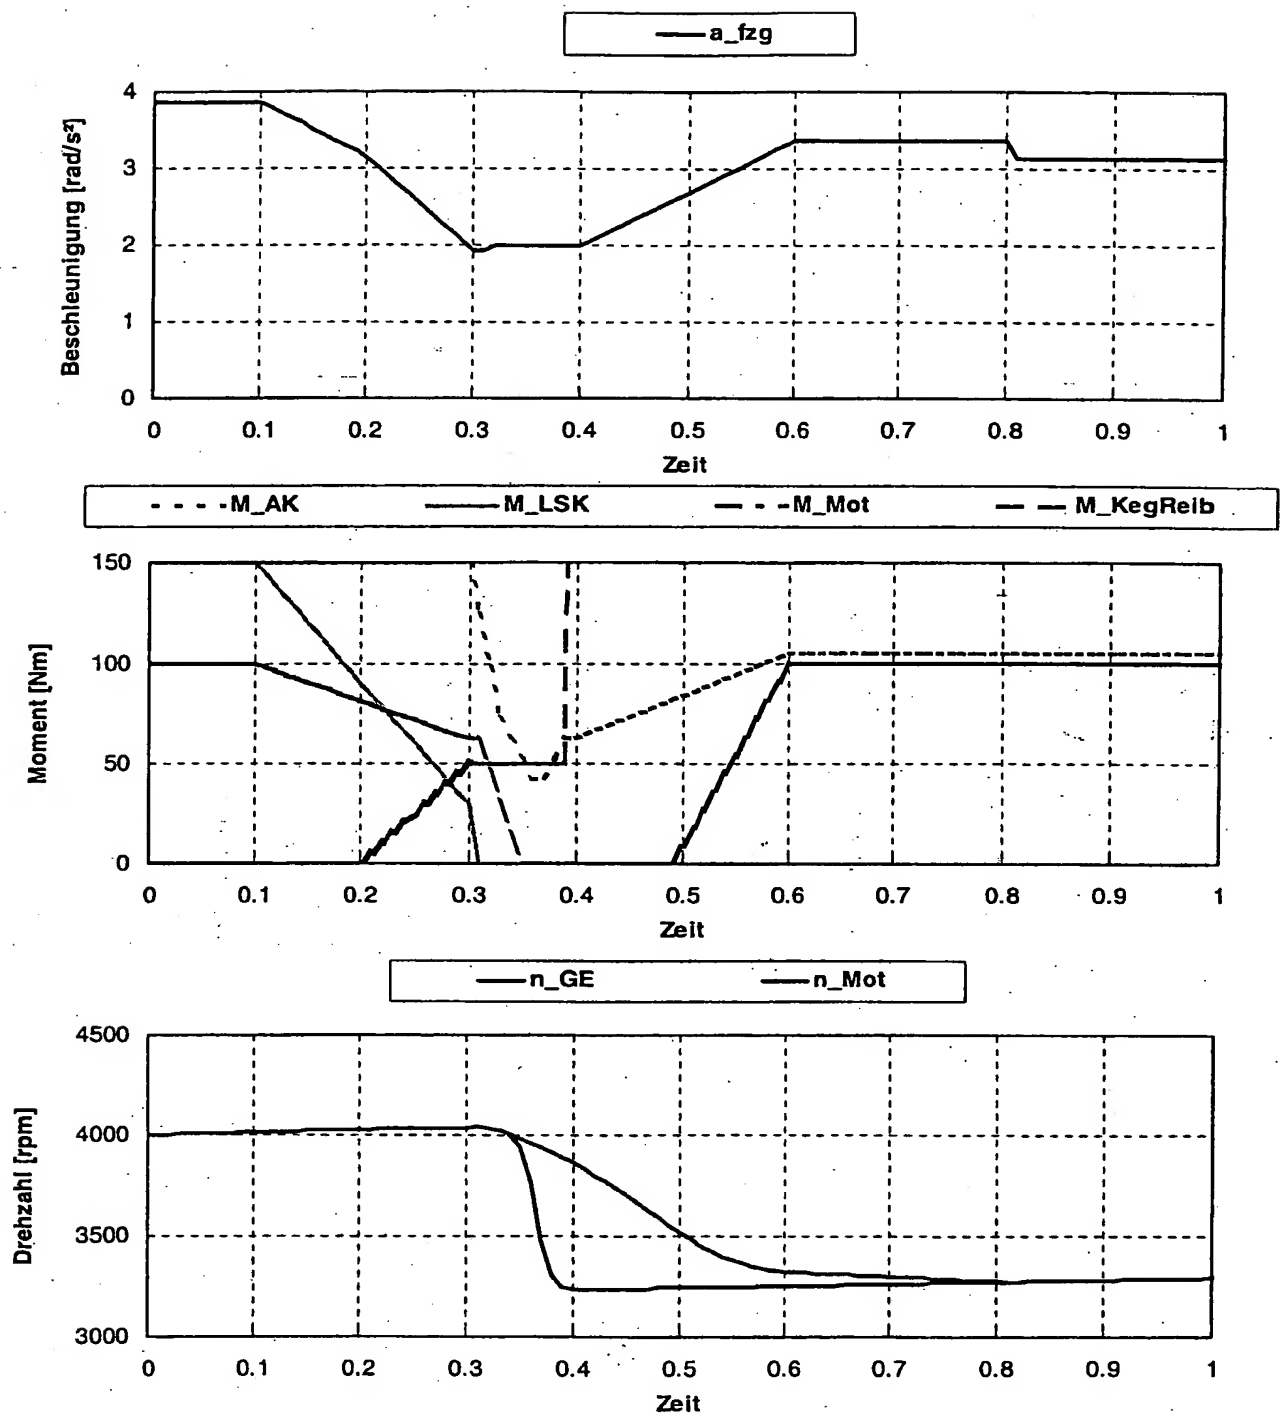 a_fzg
Beschleunigung [rad/s²]
4
3
2
1
0
0 0.1 0.2 0.3 0.4 0.5 0.6 0.7 0.8 0.9 1
Zeit
M_AK M_LSK M_Mot M_KegReib
Moment [Nm]
150
100
50
0
0 0.1 0.2 0.3 0.4 0.5 0.6 0.7 0.8 0.9 1
Zeit
n_GE n_Mot
Drehzahl [rpm]
4500
4000
3500
3000
0 0.1 0.2 0.3 0.4 0.5 0.6 0.7 0.8 0.9 1
Zeit